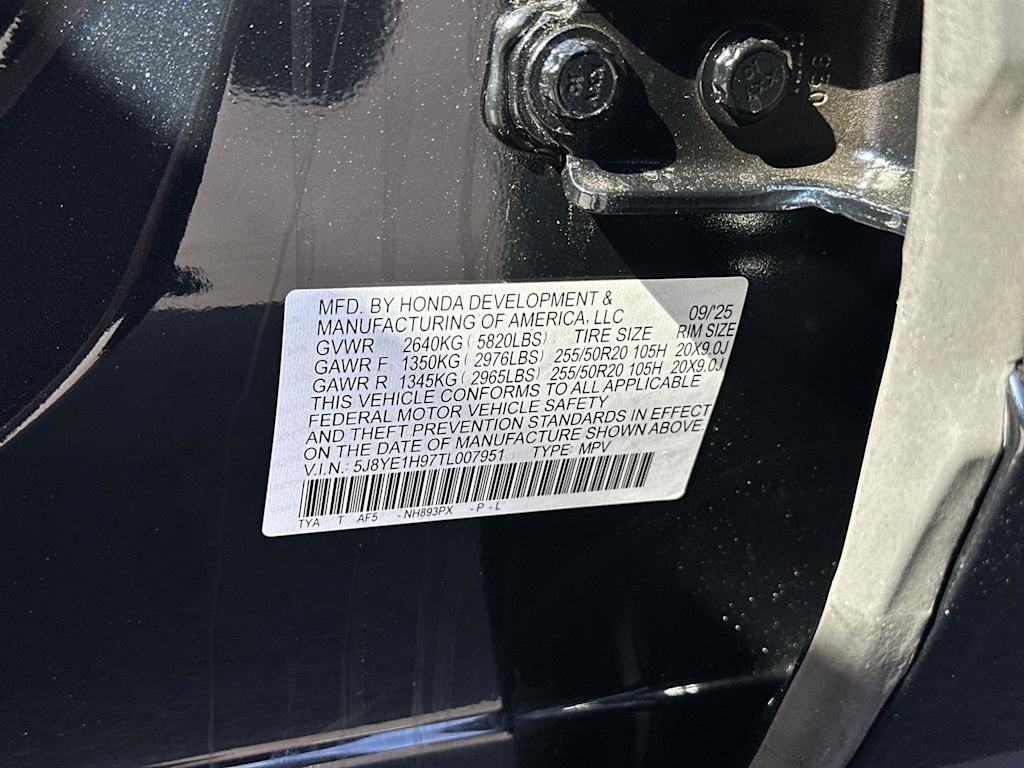 MFD. BY HONDA DEVELOPMENT & 09/'25
MANUFACTURING OF AMERICA, LLC
GVWR 2640KG ( 5820LBS) TIRE SIZE RIM SIZE
GAWR F 1350KG ( 2976LBS) 255/50R20 105H 20X9.0J
GAWR R 1345KG ( 2965LBS) 255/50R20 105H 20X9.0J
THIS VEHICLE CONFORMS TO ALL APPLICABLE
FEDERAL MOTOR VEHICLE SAFETY
AND THEFT PREVENTION STANDARDS IN EFFECT
ON THE DATE OF MANUFACTURE SHOWN ABOVE.
V.I.N.: 5J8YE1H97TL007951 TYPE: MPV
TYA T AF5 -NH893PX -P-L